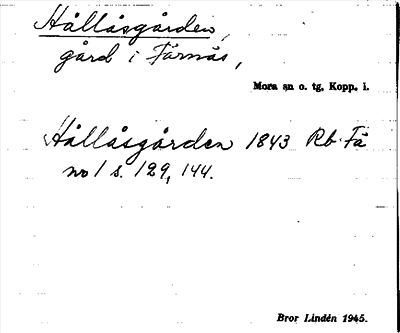 Hållåsgården,
gård i Färnäs,
Mora sn o. tg, Kopp. l.
Hållåsgården 1843 Rb. Fä
no 1 s. 129, 144.
Bror Lindén 1945.